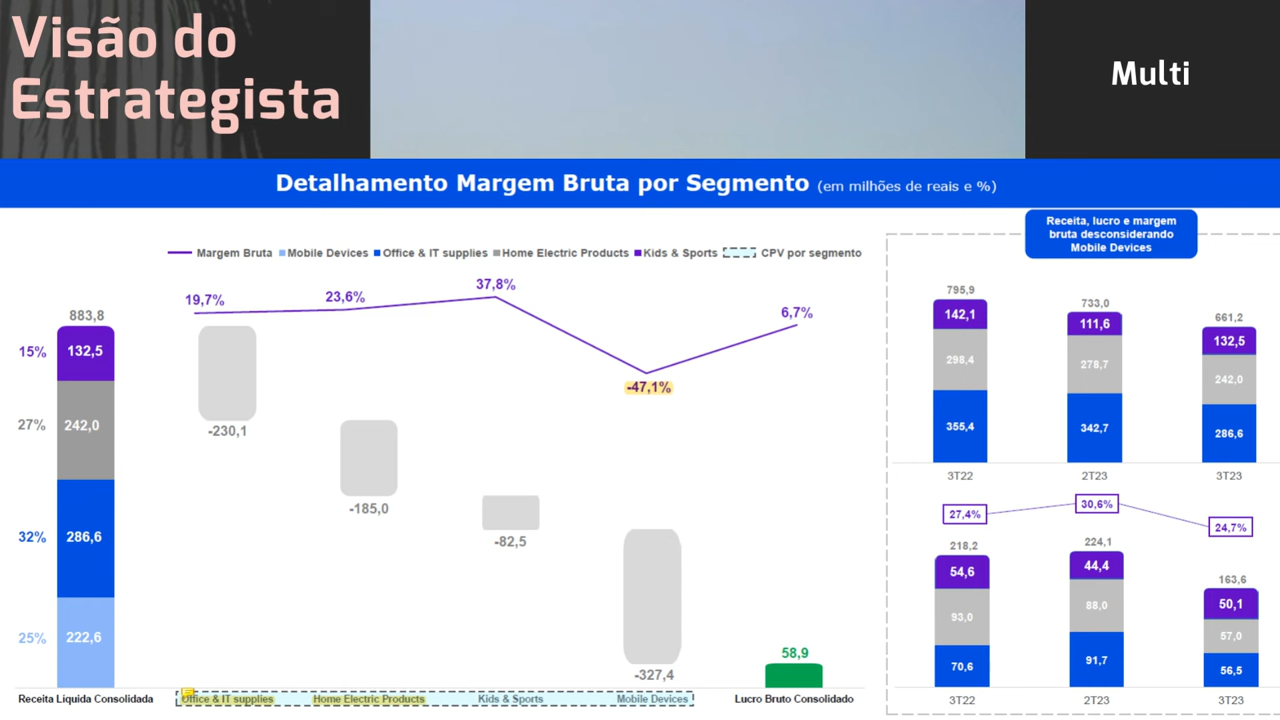 Visão do
Estrategista
Multi
Detalhamento Margem Bruta por Segmento (em milhões de reais e %)
Margem Bruta Mobile Devices Office & IT supplies Home Electric Products Kids & Sports CPV por segmento
883,8
15% 132,5
27% 242,0
32% 286,6
25% 222,6
Receita Líquida Consolidada
19,7% 23,6% 37,8% -47,1% 6,7%
-230,1
-185,0
-82,5
-327,4
58,9
Office & IT supplies Home Electric Products Kids & Sports Mobile Devices
Lucro Bruto Consolidado
Receita, lucro e margem
bruta desconsiderando
Mobile Devices
795,9 733,0 661,2
142,1 111,6 132,5
298,4 278,7 242,0
355,4 342,7 286,6
3T22 2T23 3T23
27,4% 30,6% 24,7%
218,2 224,1 163,6
54,6 44,4 50,1
93,0 88,0 57,0
70,6 91,7 56,5
3T22 2T23 3T23